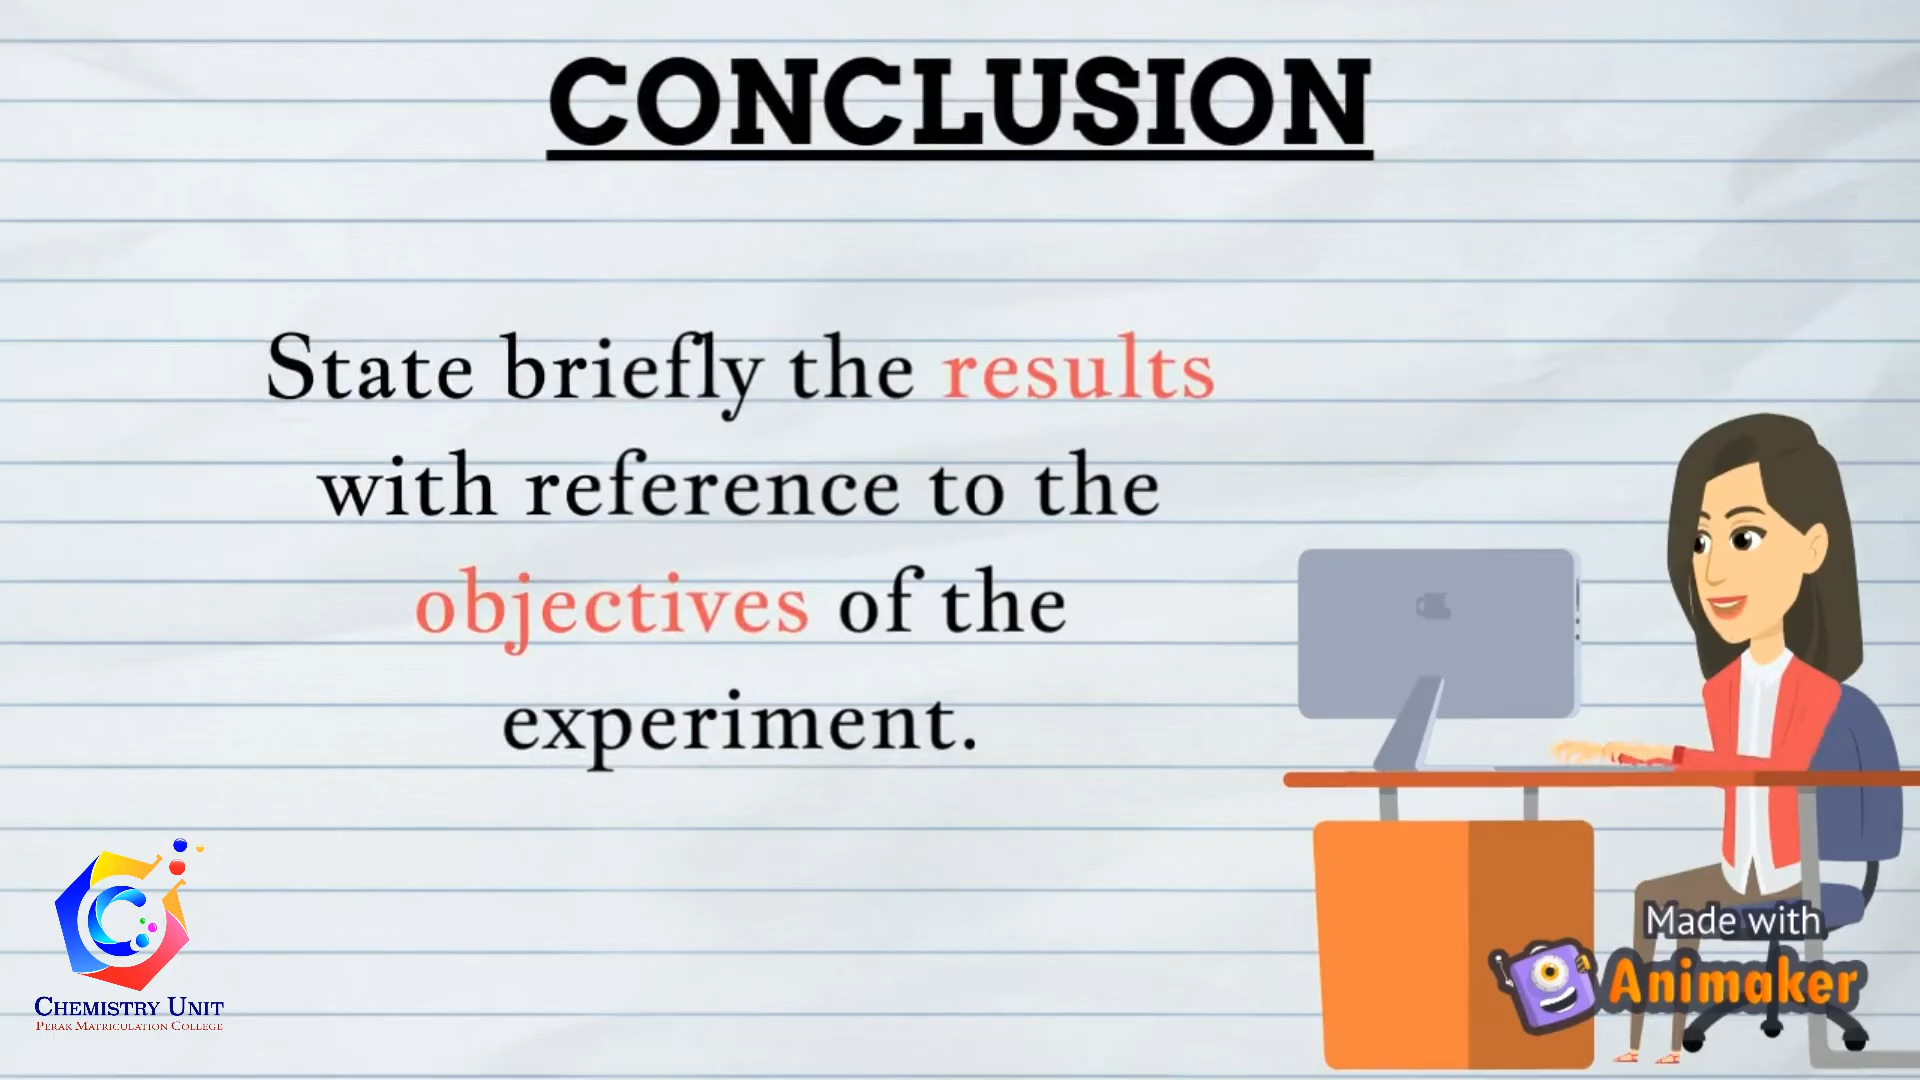 CONCLUSION
State briefly the results
with reference to the
objectives of the
experiment.
CHEMISTRY UNIT
PERAK MATRICULATION COLLEGE
Made with
Animaker